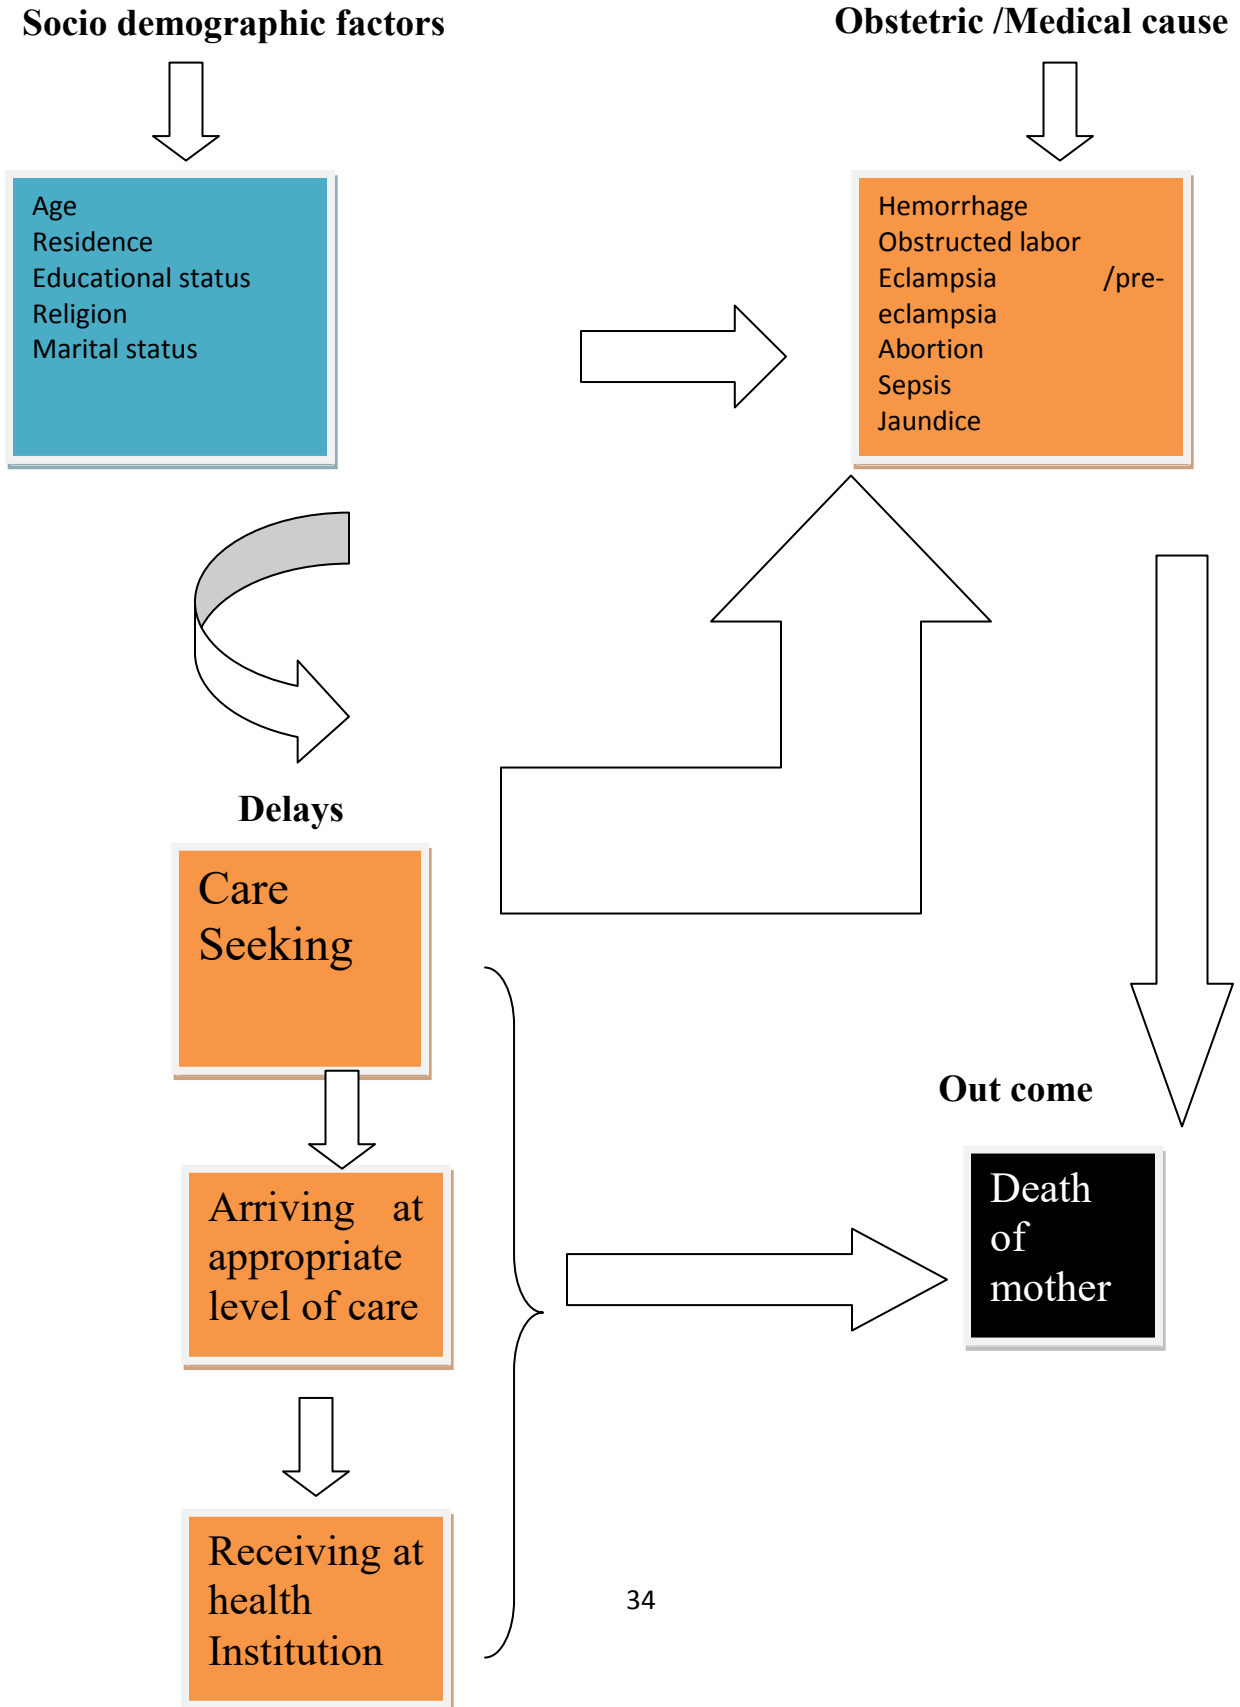 Socio demographic factors
Obstetric /Medical cause
Age
Residence
Educational status
Religion
Marital status
Hemorrhage
Obstructed labor
Eclampsia /pre-
eclampsia
Abortion
Sepsis
Jaundice
Delays
Care
Seeking
Arriving at
appropriate
level of care
Receiving at
health
Institution
Out come
Death
of
mother
34